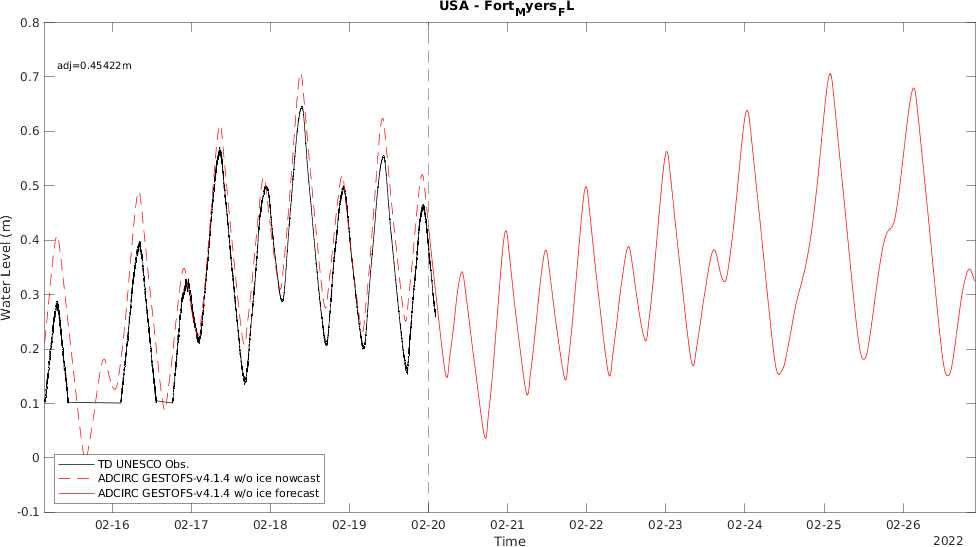 USA - Fort_Myers_FL
0.8
adj=0.45422m
0.7
0.6
0.5
0.4
0.3
0.2
0.1
0
-0.1
Water Level (m)
TD UNESCO Obs.
ADCIRC GESTOFS-v4.1.4 w/o ice nowcast
ADCIRC GESTOFS-v4.1.4 w/o ice forecast
02-16 02-17 02-18 02-19 02-20 02-21 02-22 02-23 02-24 02-25 02-26
Time
2022